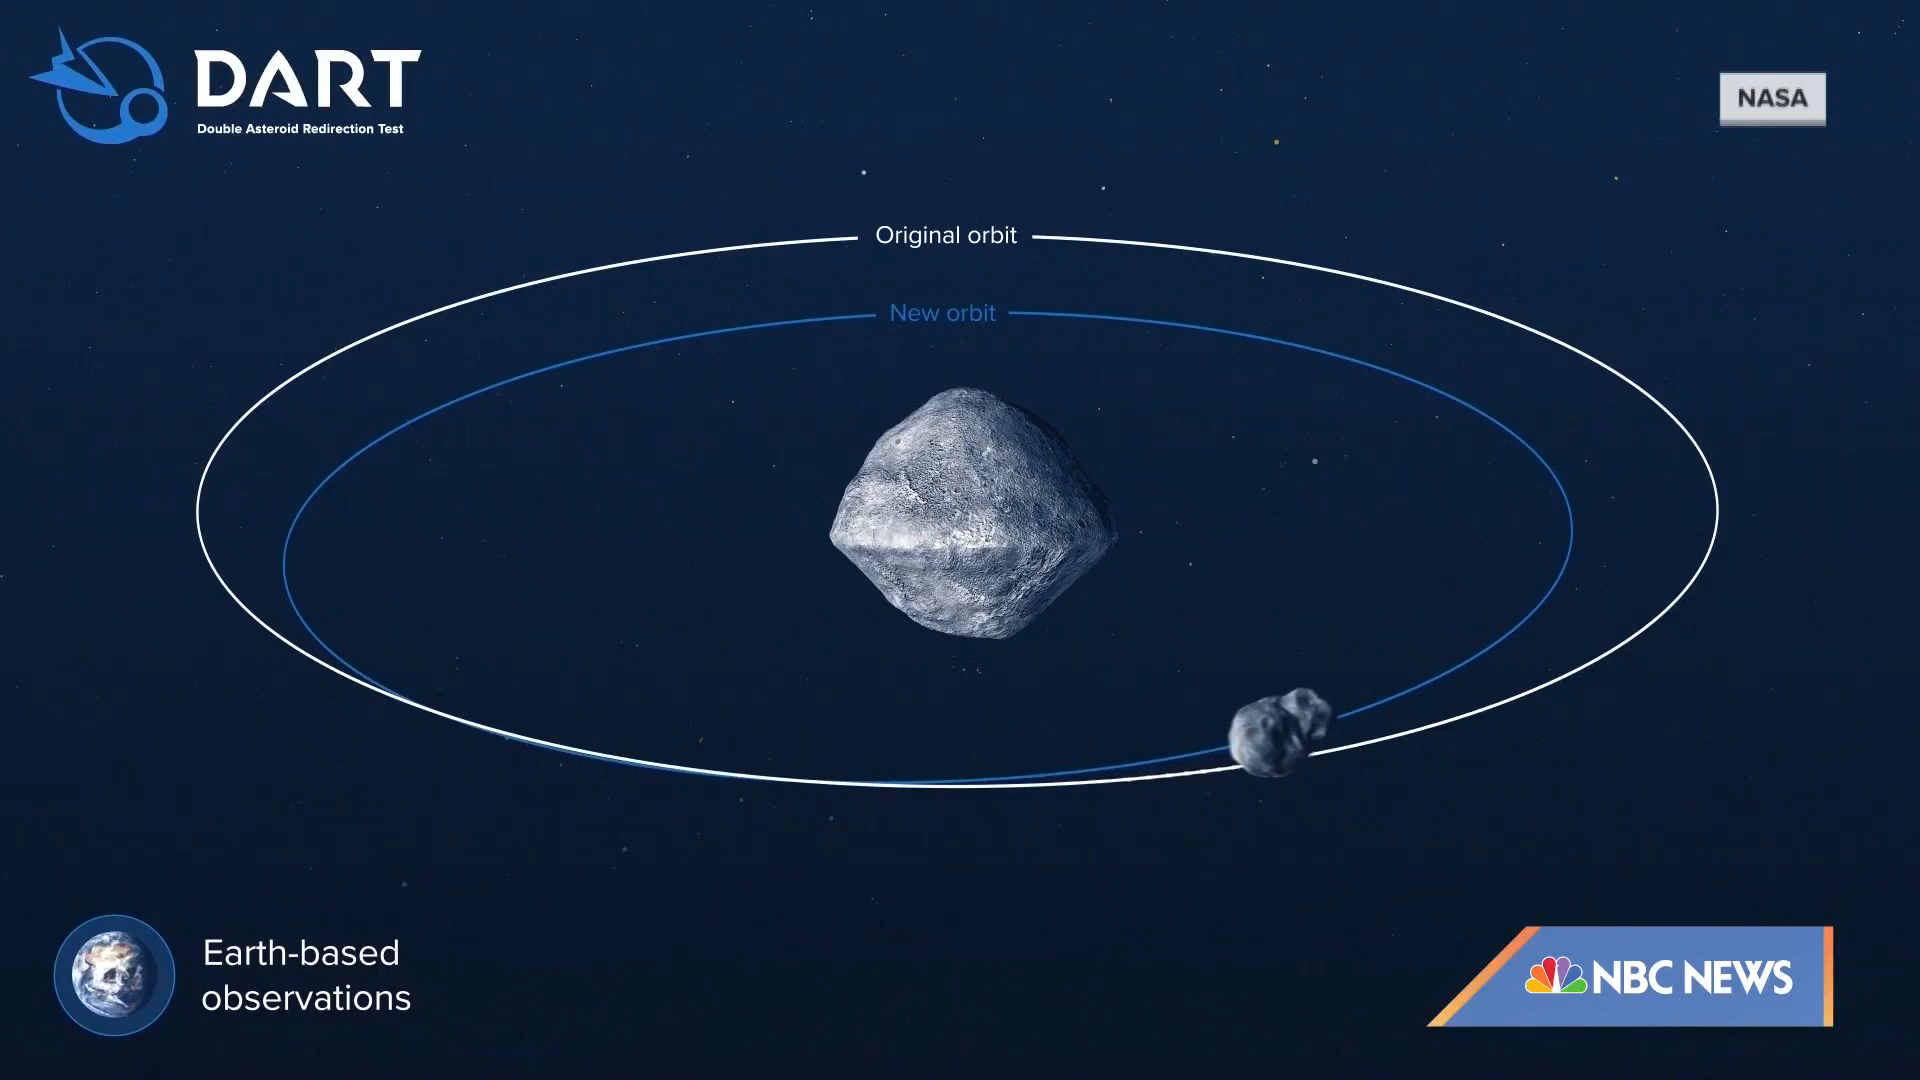 DART
Double Asteroid Redirection Test
NASA
Original orbit
New orbit
Earth-based
observations
NBC NEWS